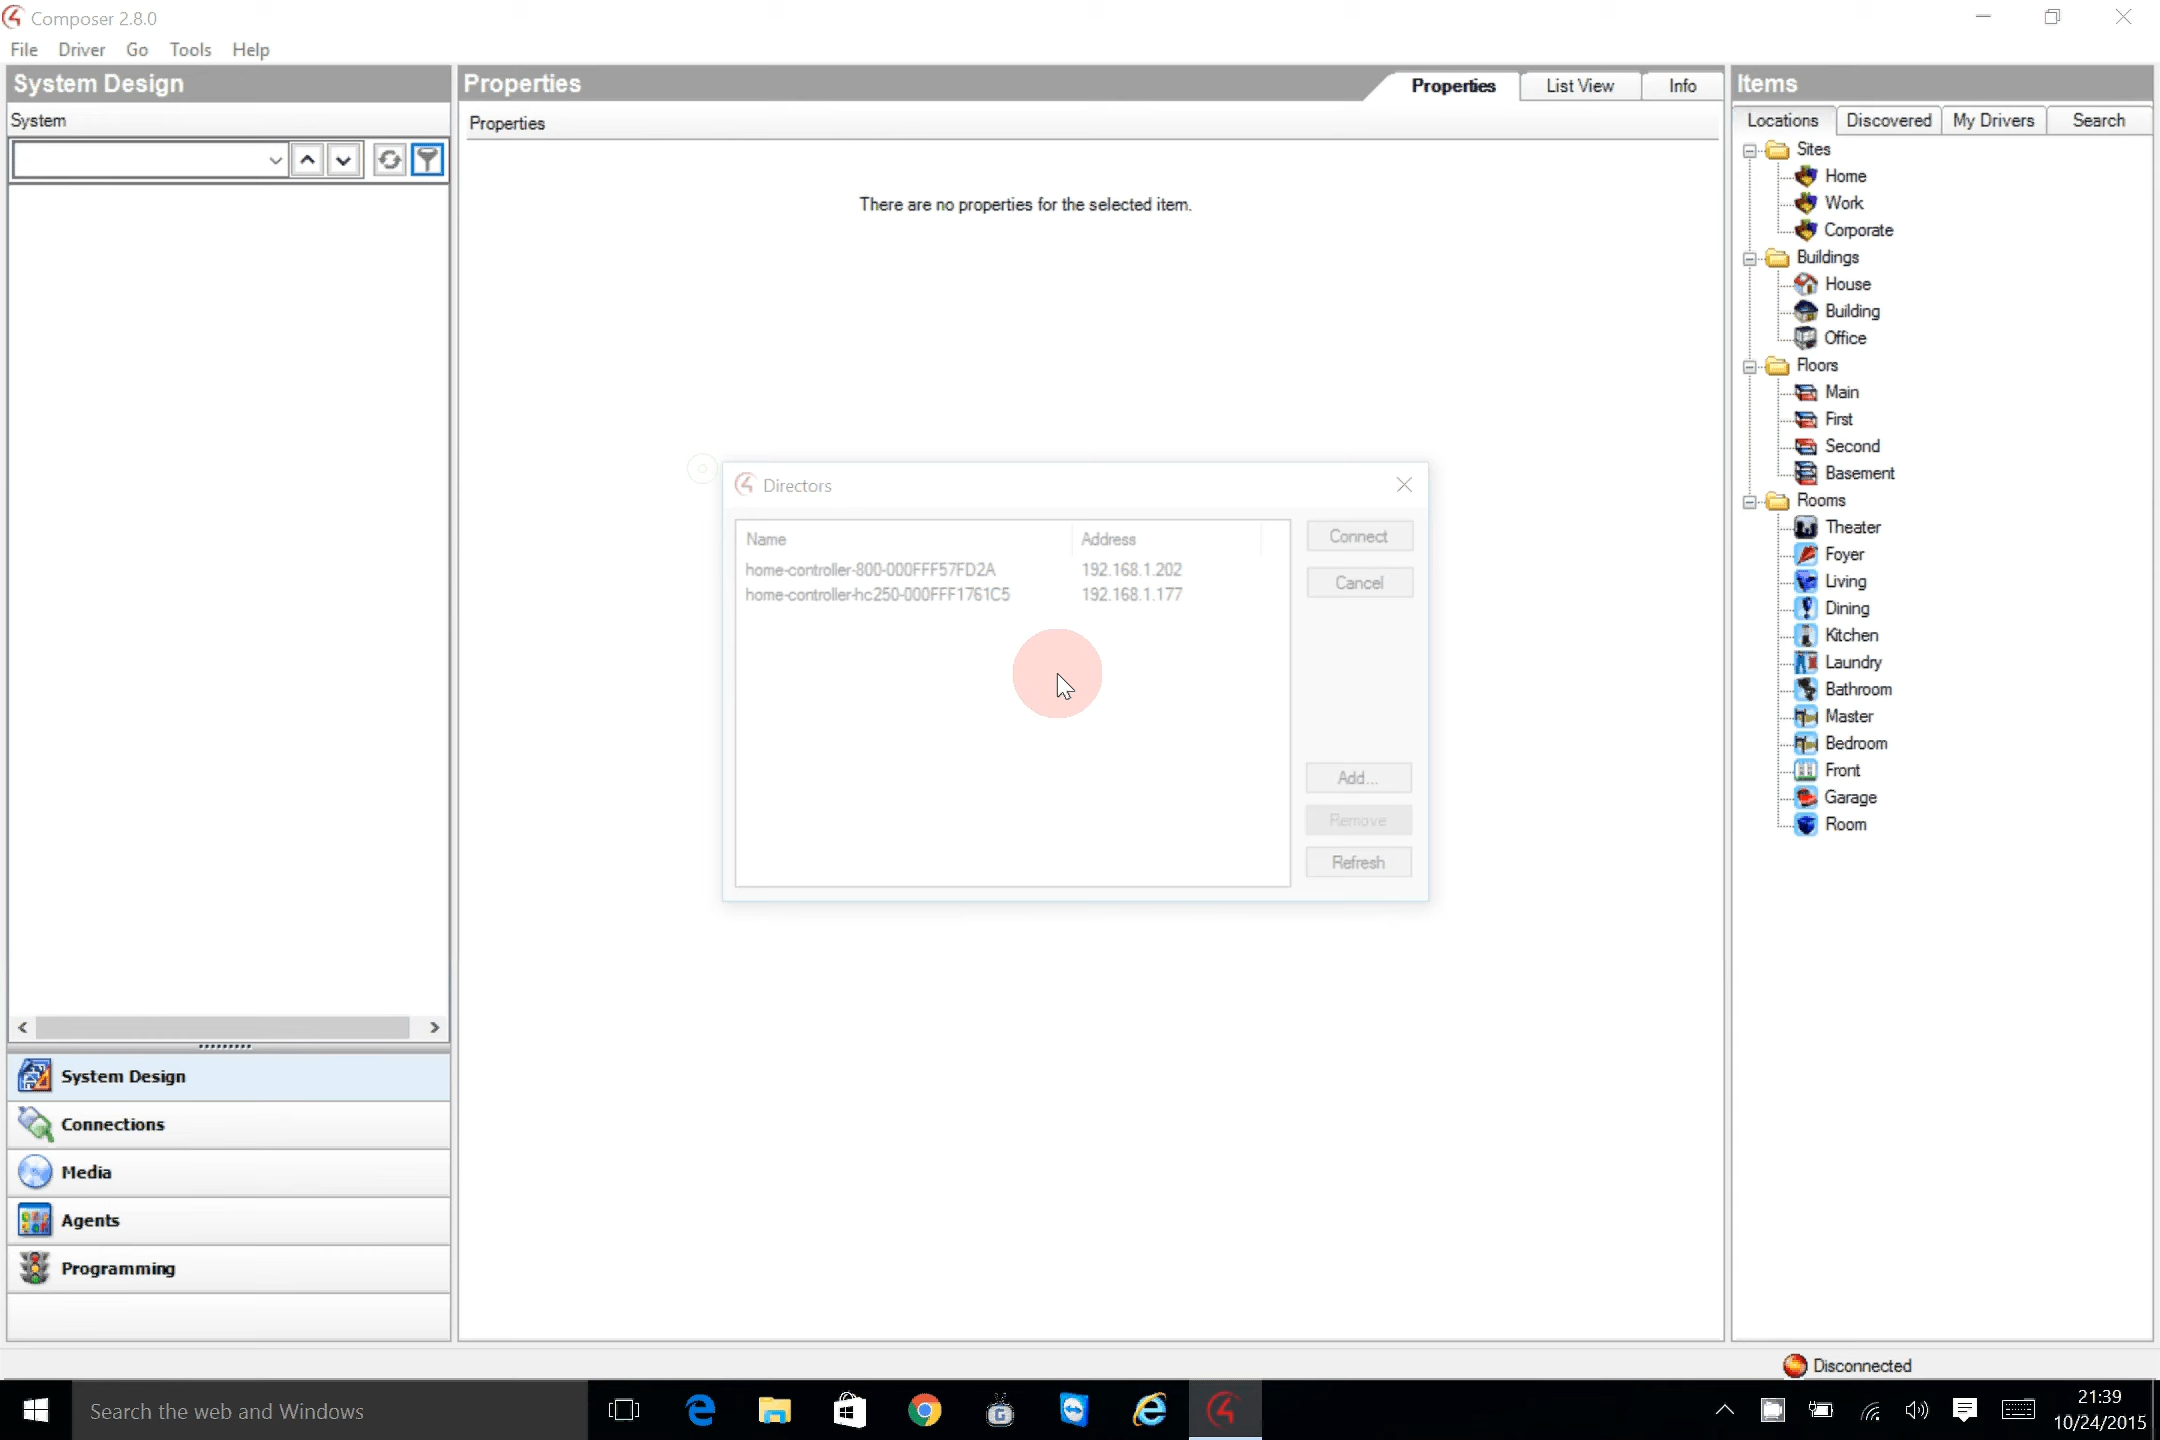 Composer 2.8.0
File Driver Go Tools Help
System Design
System
Properties
Properties List View Info
Properties
There are no properties for the selected item.
Directors
Name Address
home-controller-800-000FFF57FD2A 192.168.1.202
home-controller-hc250-000FFF1761C5 192.168.1.177
Connect
Cancel
Add...
Remove
Refresh
Items
Locations Discovered My Drivers Search
Sites
Home
Work
Corporate
Buildings
House
Building
Office
Floors
Main
First
Second
Basement
Rooms
Theater
Foyer
Living
Dining
Kitchen
Laundry
Bathroom
Master
Bedroom
Front
Garage
Room
System Design
Connections
Media
Agents
Programming
Disconnected
Search the web and Windows
21:39
10/24/2015